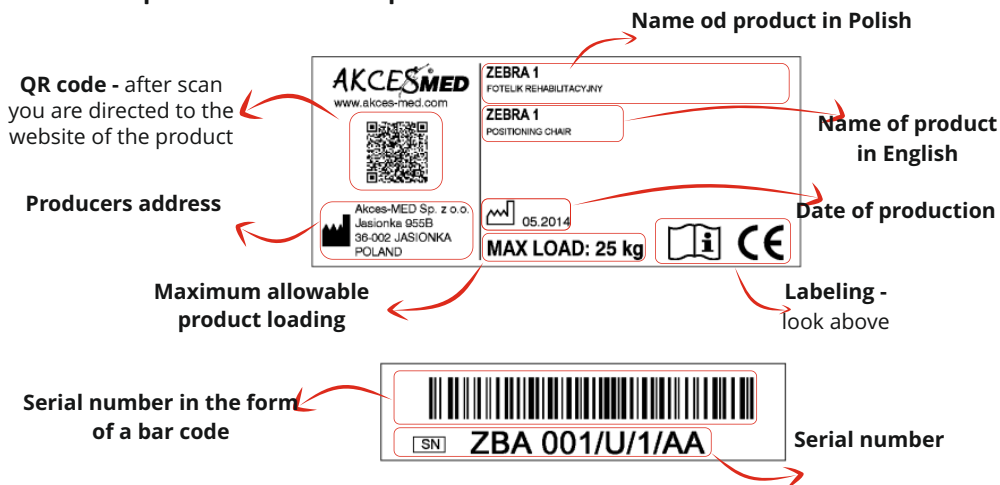 Name od product in Polish
QR code - after scan
you are directed to the
website of the product
AKCESMED
www.akces-med.com
ZEBRA 1
FOTELIK REHABILITACYJNY
ZEBRA 1
POSITIONING CHAIR
Name of product
in English
Producers address
Akces-MED Sp. z o.o.
Jasionka 955B
36-002 JASIONKA
POLAND
05.2014
Date of production
MAX LOAD: 25 kg
i CE
Maximum allowable
product loading
Labeling -
look above
Serial number in the form
of a bar code
SN ZBA 001/U/1/AA
Serial number